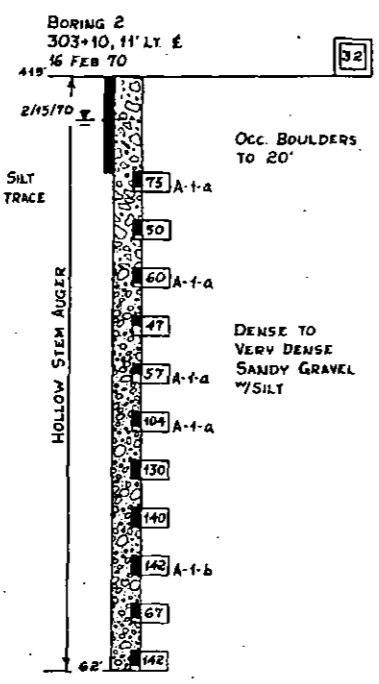 BORING 2
303+10, 11' LT. ℄
16 FEB 70
32
415'
2/15/70
OCC. BOULDERS
TO 20'
SILT
TRACE
75 A-1-a
50
60 A-1-a
47
HOLLOW STEM AUGER
DENSE TO
VERY DENSE
SANDY GRAVEL
W/SILT
57 A-1-a
104 A-1-a
130
140
142 A-1-b
67
62'
142